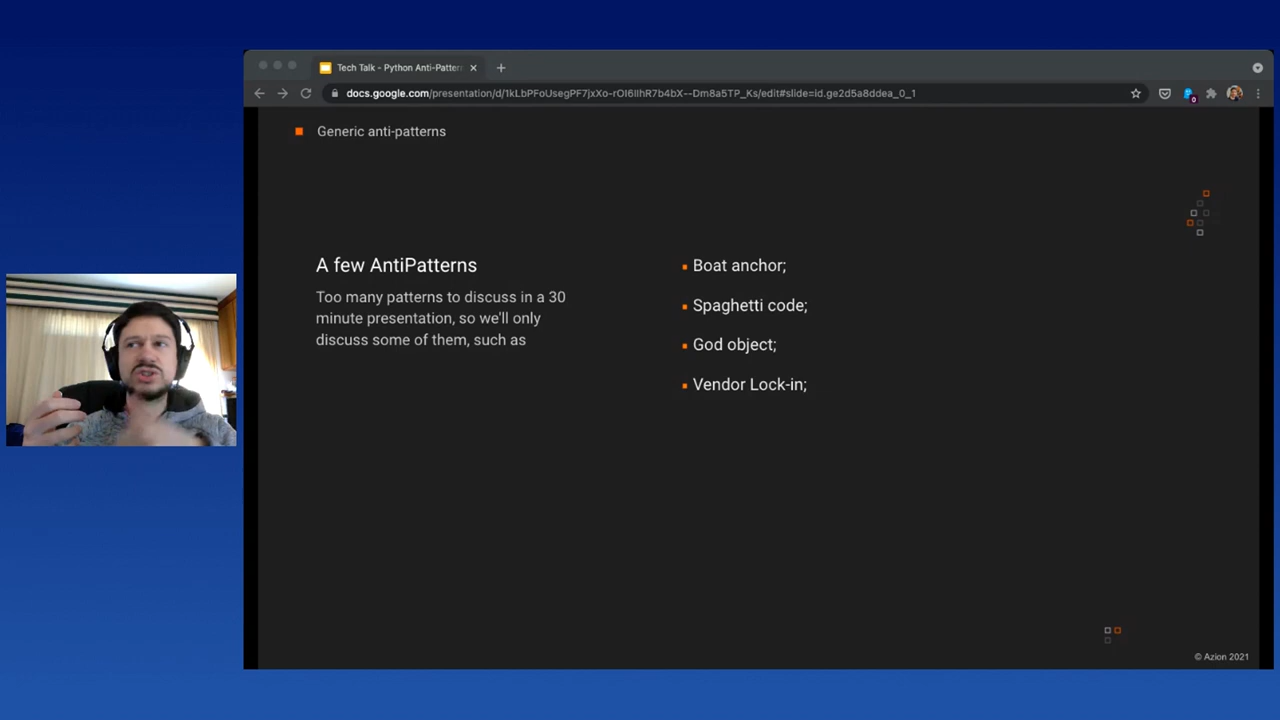 Tech Talk - Python Anti-Pattern
docs.google.com/presentation/d/1kLbPFoUsegPF7jxXo-rOI6IIhR7b4bX--Dm8a5TP_Ks/edit#slide=id.ge2d5a8ddea_0_1
Generic anti-patterns
A few AntiPatterns
Too many patterns to discuss in a 30
minute presentation, so we'll only
discuss some of them, such as
Boat anchor;
Spaghetti code;
God object;
Vendor Lock-in;
© Azion 2021